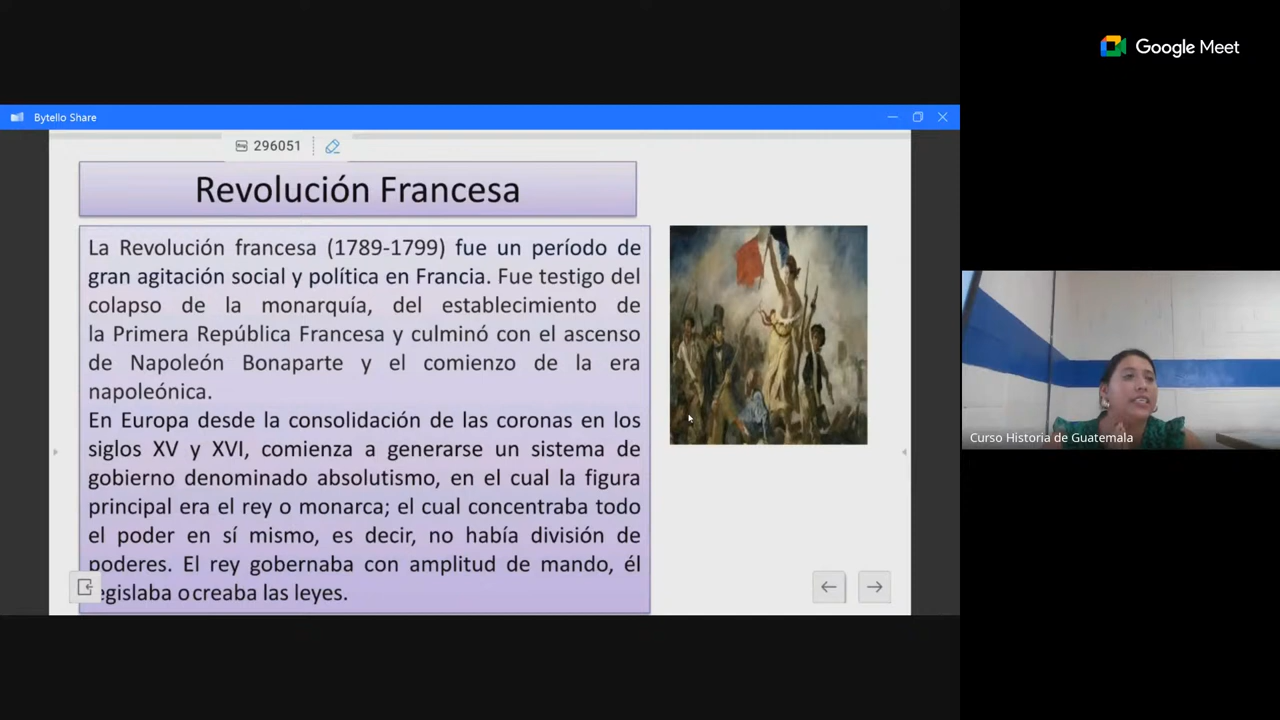 Google Meet
Bytello Share
296051
Revolución Francesa
La Revolución francesa (1789-1799) fue un período de
gran agitación social y política en Francia. Fue testigo del
colapso de la monarquía, del establecimiento de
la Primera República Francesa y culminó con el ascenso
de Napoleón Bonaparte y el comienzo de la era
napoleónica.
En Europa desde la consolidación de las coronas en los
siglos XV y XVI, comienza a generarse un sistema de
gobierno denominado absolutismo, en el cual la figura
principal era el rey o monarca; el cual concentraba todo
el poder en sí mismo, es decir, no había división de
poderes. El rey gobernaba con amplitud de mando, él
egislaba o creaba las leyes.
Curso Historia de Guatemala